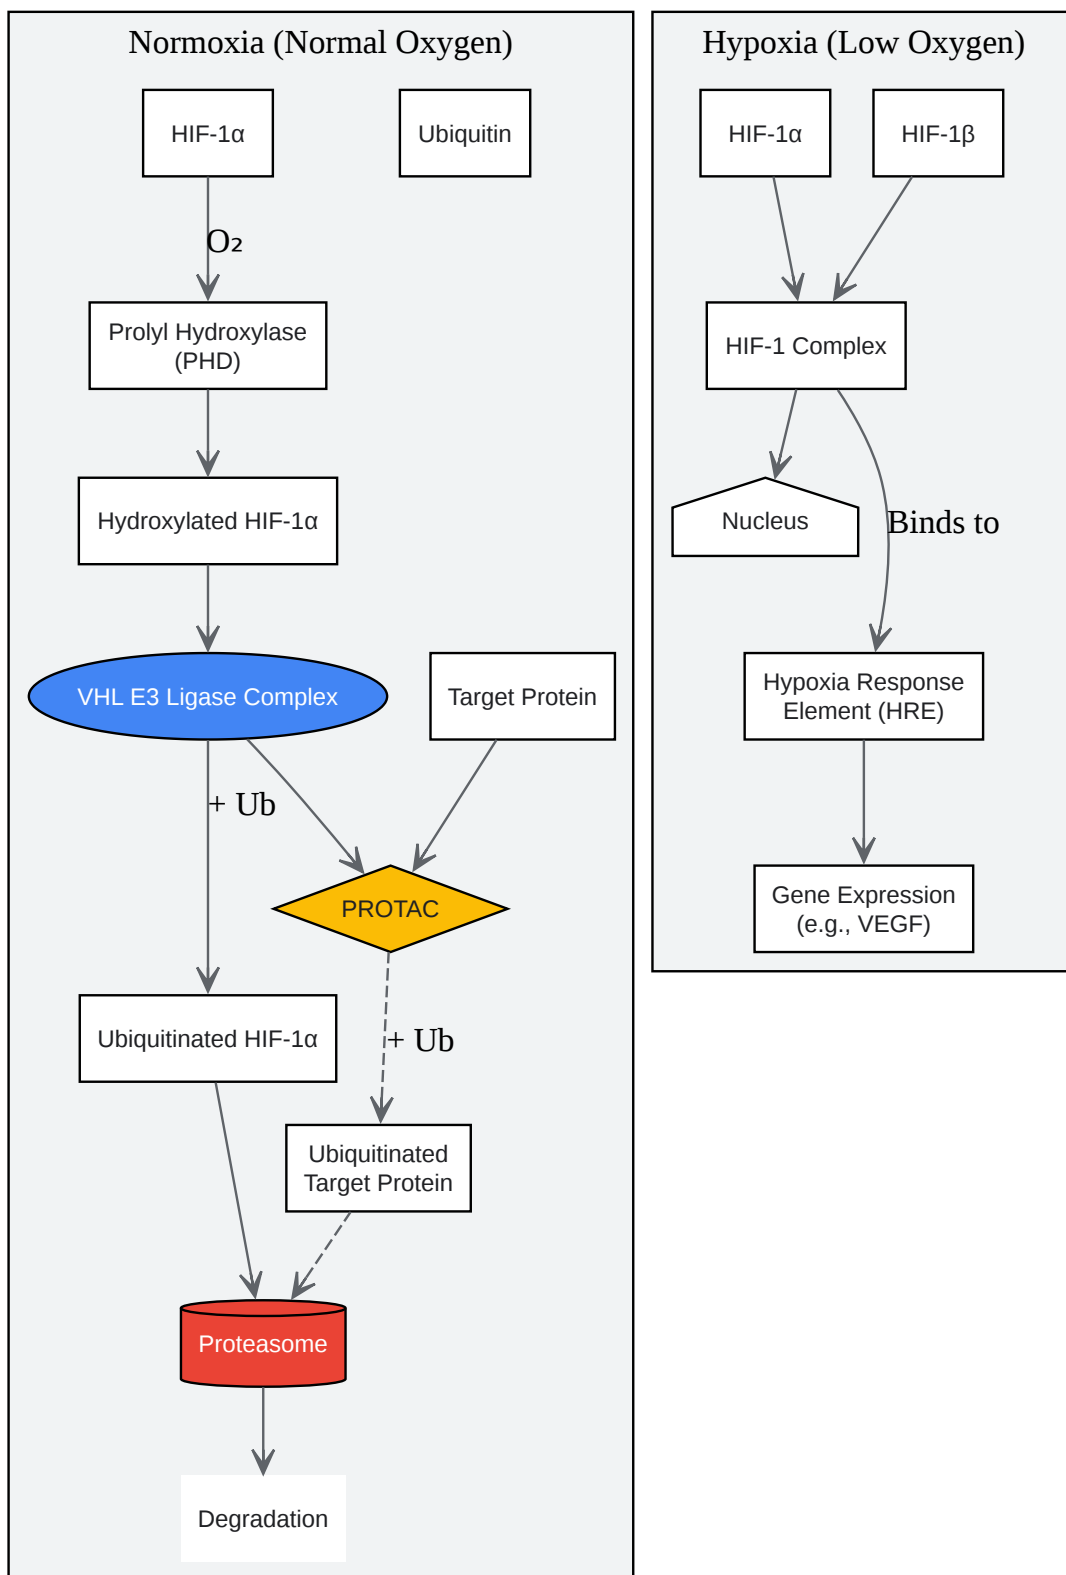 Normoxia (Normal Oxygen)
HIF-1α
Ubiquitin
O₂
Prolyl Hydroxylase
(PHD)
Hydroxylated HIF-1α
VHL E3 Ligase Complex
Target Protein
+ Ub
PROTAC
Ubiquitinated HIF-1α
+ Ub
Ubiquitinated
Target Protein
Proteasome
Degradation
Hypoxia (Low Oxygen)
HIF-1α
HIF-1β
HIF-1 Complex
Nucleus
Binds to
Hypoxia Response
Element (HRE)
Gene Expression
(e.g., VEGF)